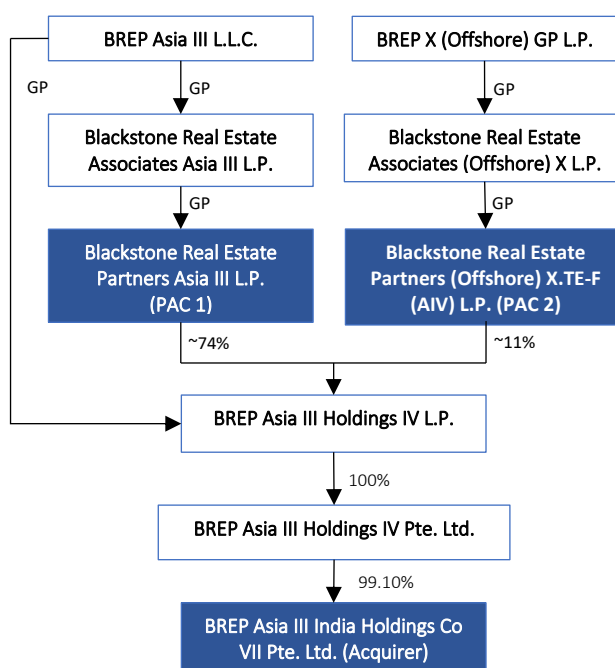 BREP Asia III L.L.C.
BREP X (Offshore) GP L.P.
GP
GP
GP
Blackstone Real Estate
Associates Asia III L.P.
Blackstone Real Estate
Associates (Offshore) X L.P.
GP
GP
Blackstone Real Estate
Partners Asia III L.P.
(PAC 1)
Blackstone Real Estate
Partners (Offshore) X.TE-F
(AIV) L.P. (PAC 2)
~74%
~11%
BREP Asia III Holdings IV L.P.
100%
BREP Asia III Holdings IV Pte. Ltd.
99.10%
BREP Asia III India Holdings Co
VII Pte. Ltd. (Acquirer)